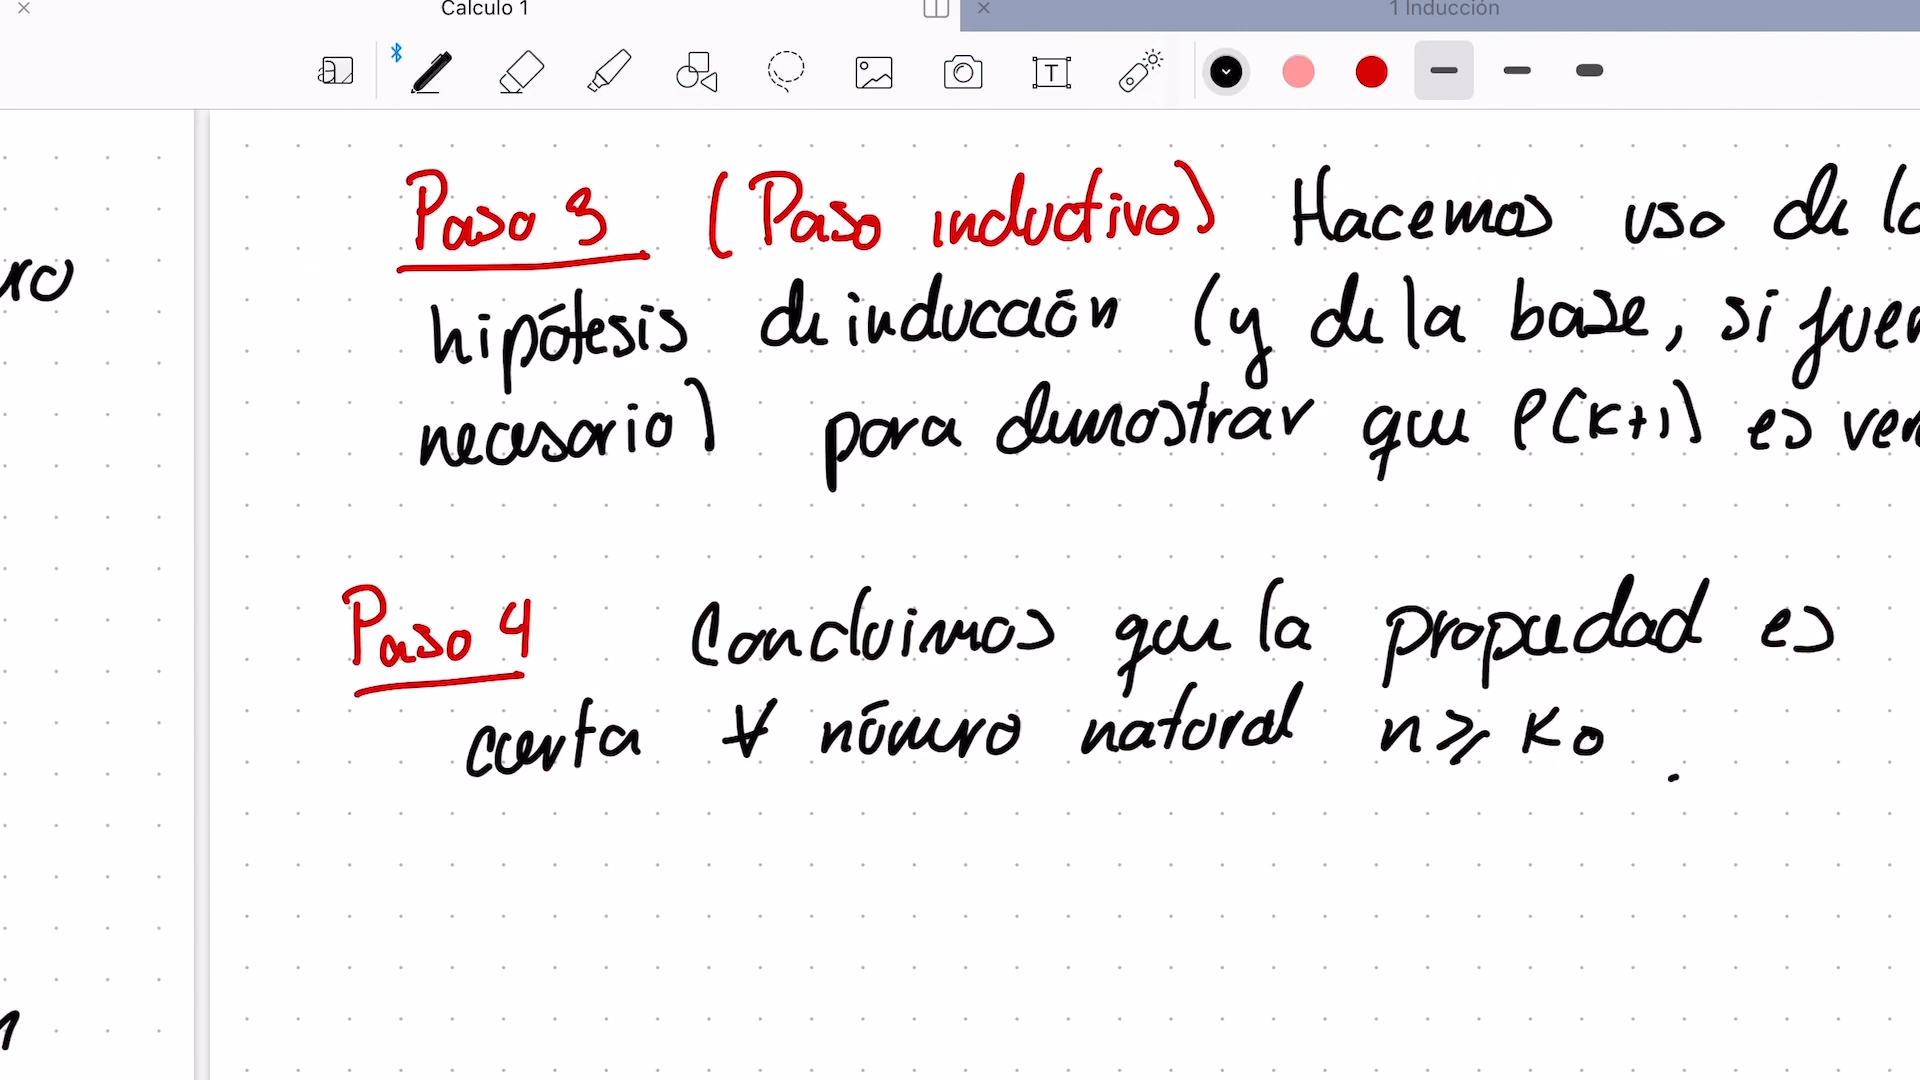 Calculo 1
1 Inducción
Paso 3 (Paso inductivo) Hacemos uso de la
hipótesis de inducción (y de la base, si fuer
necesario) para demostrar que P(k+1) es ver
Paso 4 Concluimos que la propiedad es
cierta ∀ número natural n ≥ k₀.